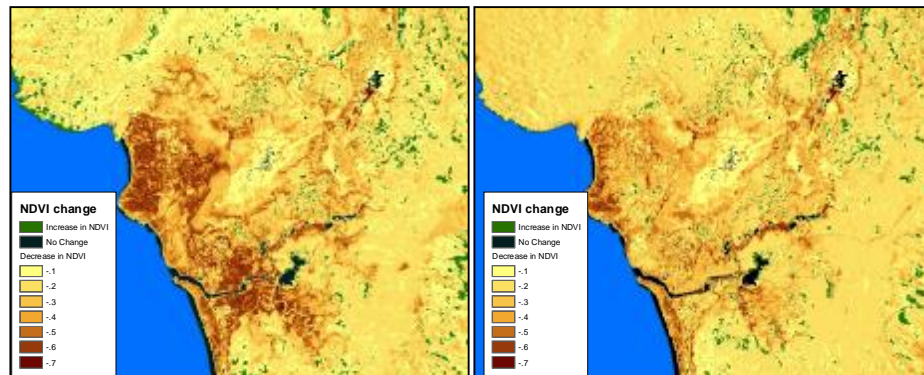 NDVI change
Increase in NDVI
No Change
Decrease in NDVI
-.1
-.2
-.3
-.4
-.5
-.6
-.7
NDVI change
Increase in NDVI
No Change
Decrease in NDVI
-.1
-.2
-.3
-.4
-.5
-.6
-.7